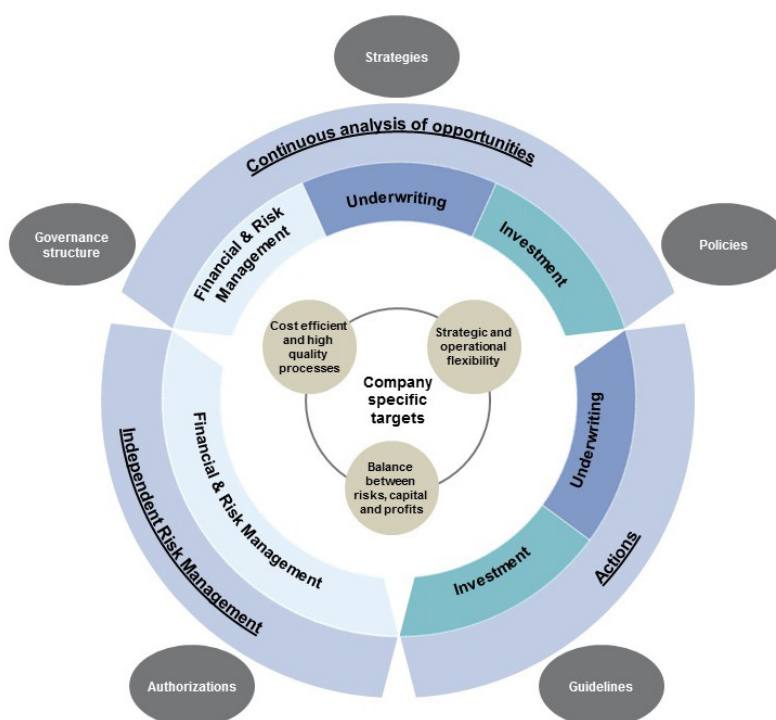 Strategies
Continuous analysis of opportunities
Underwriting
Financial & Risk
Management
Investment
Governance
structure
Policies
Cost efficient
and high
quality
processes
Strategic and
operational
flexibility
Company
specific
targets
Balance
between
risks, capital
and profits
Underwriting
Investment
Actions
Financial & Risk Management
Independent Risk Management
Authorizations
Guidelines